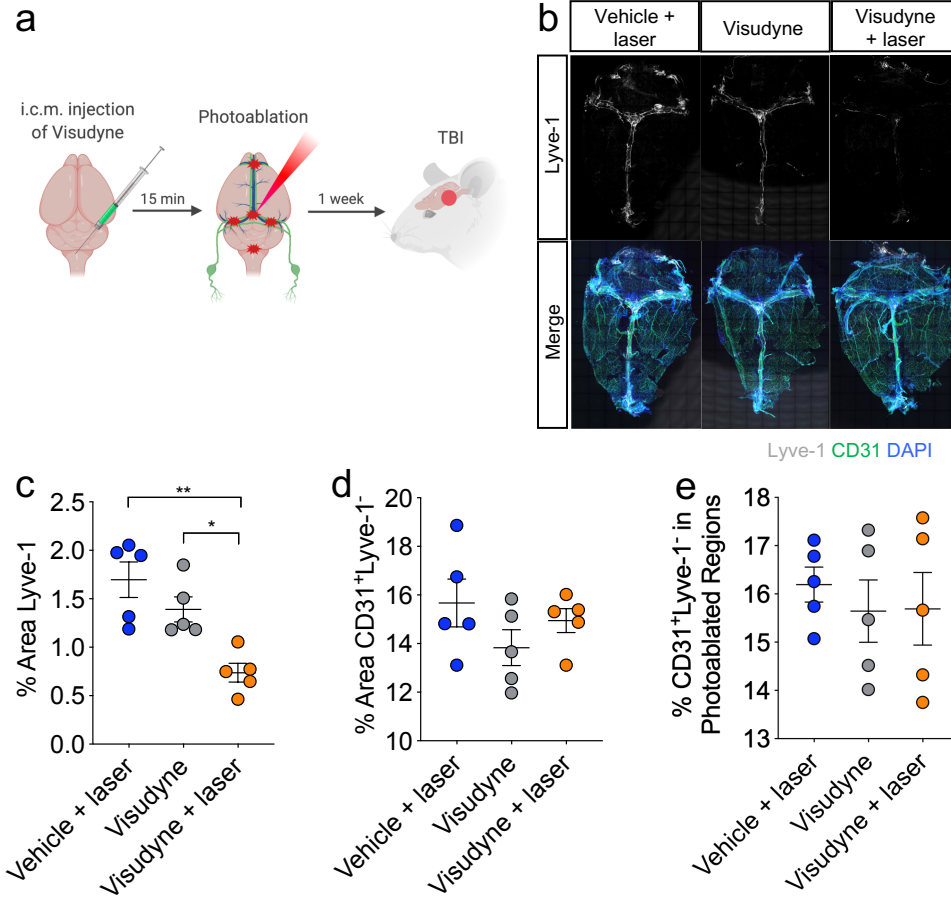 a
i.c.m. injection
of Visudyne
15 min
Photoablation
1 week
TBI
b
Vehicle +
laser
Visudyne
Visudyne
+ laser
Lyve-1
Merge
Lyve-1 CD31 DAPI
c
% Area Lyve-1
2.5
2.0
1.5
1.0
0.5
0.0
**
*
Vehicle + laser
Visudyne
Visudyne + laser
d
% Area CD31⁺Lyve-1⁻
20
18
16
14
12
10
Vehicle + laser
Visudyne
Visudyne + laser
e
% CD31⁺Lyve-1⁻ in
Photoablated Regions
18
17
16
15
14
13
Vehicle + laser
Visudyne
Visudyne + laser